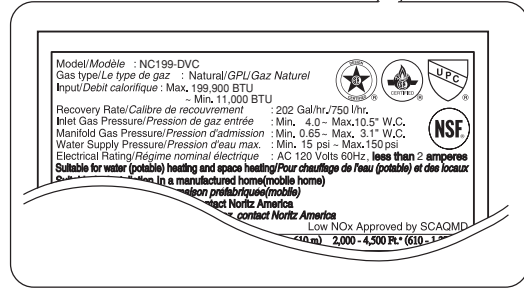 Model/Modèle : NC199-DVC
Gas type/Le type de gaz : Natural/GPL/Gaz Naturel
Input/Debit calorifique : Max. 199,900 BTU
~ Min. 11,000 BTU
Recovery Rate/Calibre de recouvrement : 202 Gal/hr./750 l/hr.
Inlet Gas Pressure/Pression de gaz entrée : Min. 4.0~ Max.10.5" W.C.
Manifold Gas Pressure/Pression d'admission : Min. 0.65~ Max. 3.1" W.C.
Water Supply Pressure/Pression d'eau max. : Min. 15 psi ~ Max.150 psi
Electrical Rating/Régime nominal électrique : AC 120 Volts 60Hz, less than 2 amperes
Suitable for water (potable) heating and space heating/Pour chauffage de l'eau (potable) et des locaux
in a manufactured home(mobile home)
maison préfabriquée(mobile)
contact Noritz America
contact Noritz America
Low NOx Approved by SCAQMD
2,000 - 4,500 Ft.* (610 -
CERTIFIED
UPC
NSF